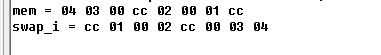 mem = 04 03 00 cc 02 00 01 cc
swap_i = cc 01 00 02 cc 00 03 04